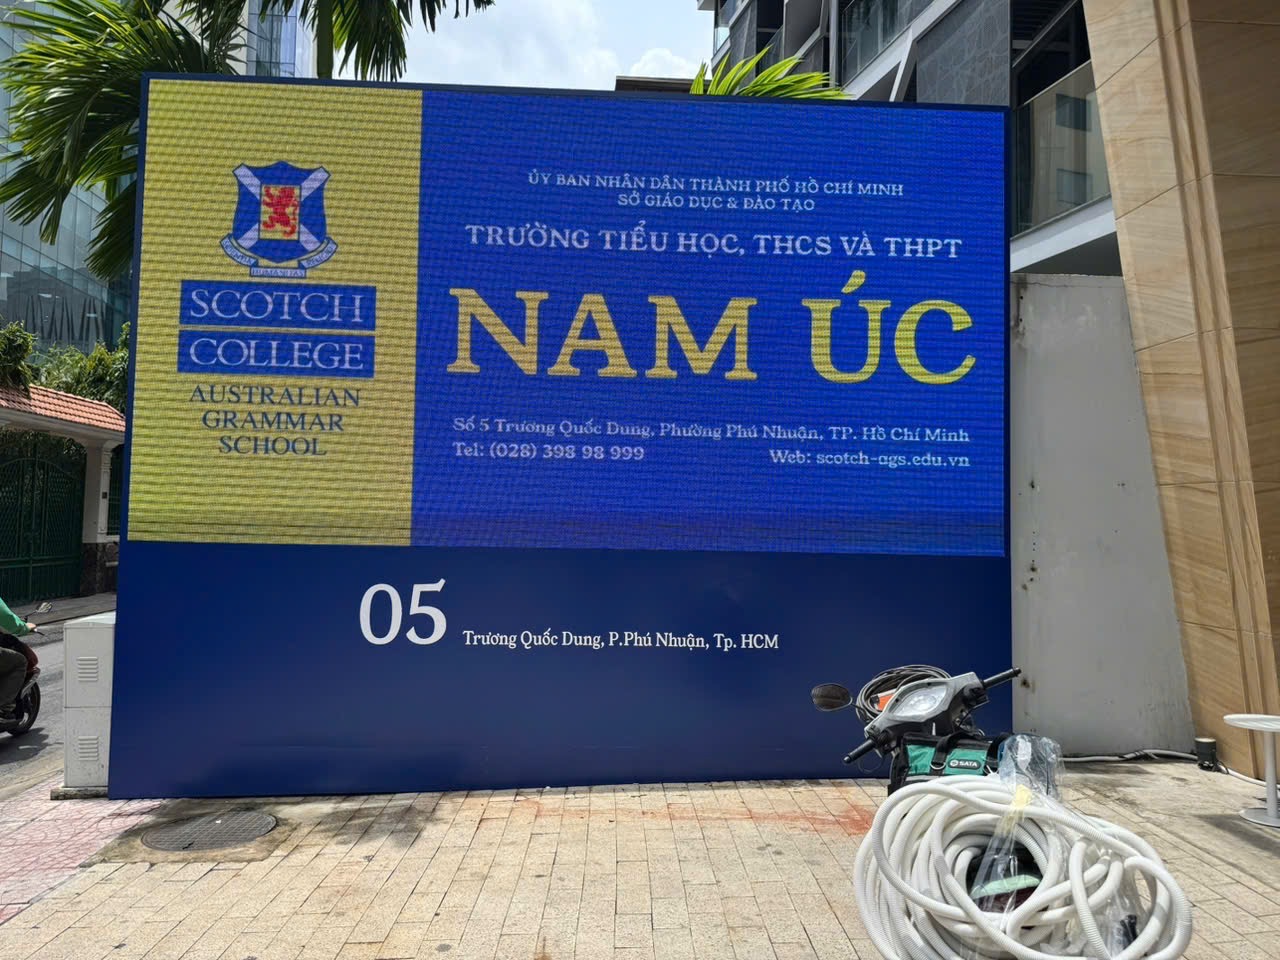 SCOTCH
COLLEGE
AUSTRALIAN
GRAMMAR
SCHOOL
ỦY BAN NHÂN DÂN THÀNH PHỐ HỒ CHÍ MINH
SỞ GIÁO DỤC & ĐÀO TẠO
TRƯỜNG TIỂU HỌC, THCS VÀ THPT
NAM ÚC
Số 5 Trương Quốc Dung, Phường Phú Nhuận, TP. Hồ Chí Minh
Tel: (028) 398 98 999 Web: scotch-ags.edu.vn
05 Trương Quốc Dung, P.Phú Nhuận, Tp. HCM
SATA